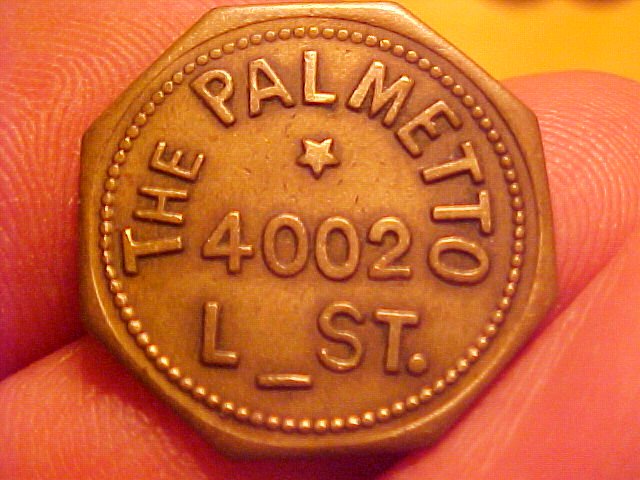 THE PALMETTO
4002
L_ST.